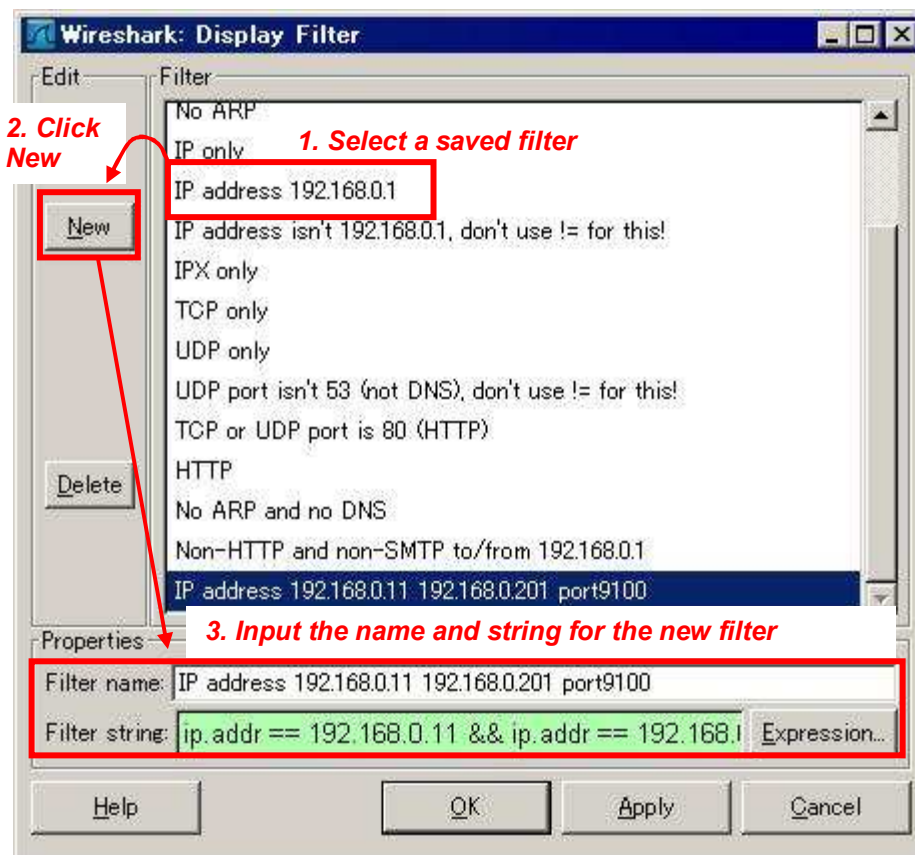 Wireshark: Display Filter
Edit
Filter
No ARP
2. Click
New
1. Select a saved filter
IP only
IP address 192.168.0.1
New
IP address isn't 192.168.0.1, don't use != for this!
IPX only
TCP only
UDP only
UDP port isn't 53 (not DNS), don't use != for this!
TCP or UDP port is 80 (HTTP)
HTTP
Delete
No ARP and no DNS
Non-HTTP and non-SMTP to/from 192.168.0.1
IP address 192.168.0.11 192.168.0.201 port9100
3. Input the name and string for the new filter
Properties
Filter name: IP address 192.168.0.11 192.168.0.201 port9100
Filter string: ip.addr == 192.168.0.11 && ip.addr == 192.168. Expression...
Help
OK
Apply
Cancel